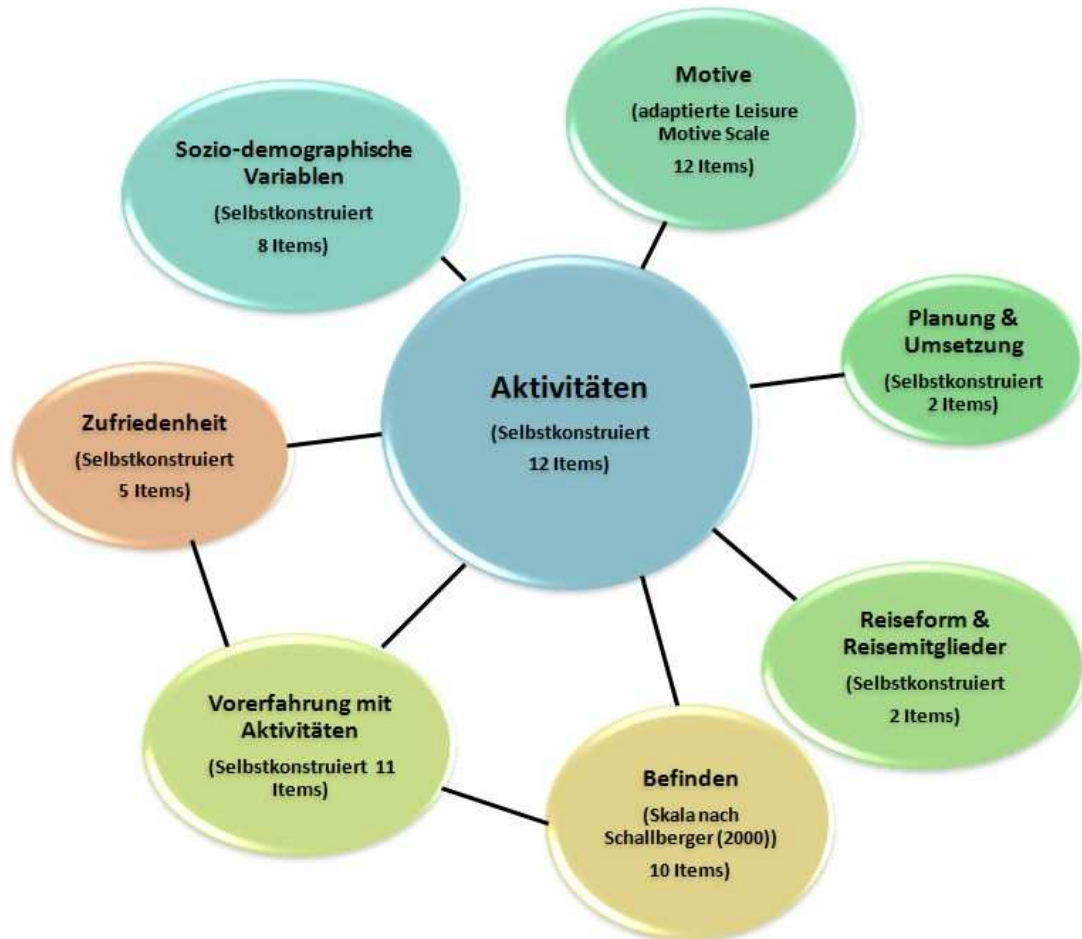 Motive
(adaptierte Leisure
Motive Scale
12 Items)
Sozio-demographische
Variablen
(Selbstkonstruiert
8 Items)
Planung &
Umsetzung
(Selbstkonstruiert
2 Items)
Aktivitäten
(Selbstkonstruiert
12 Items)
Zufriedenheit
(Selbstkonstruiert
5 Items)
Reiseform &
Reisemitglieder
(Selbstkonstruiert
2 Items)
Vorerfahrung mit
Aktivitäten
(Selbstkonstruiert 11
Items)
Befinden
(Skala nach
Schallberger (2000))
10 Items)